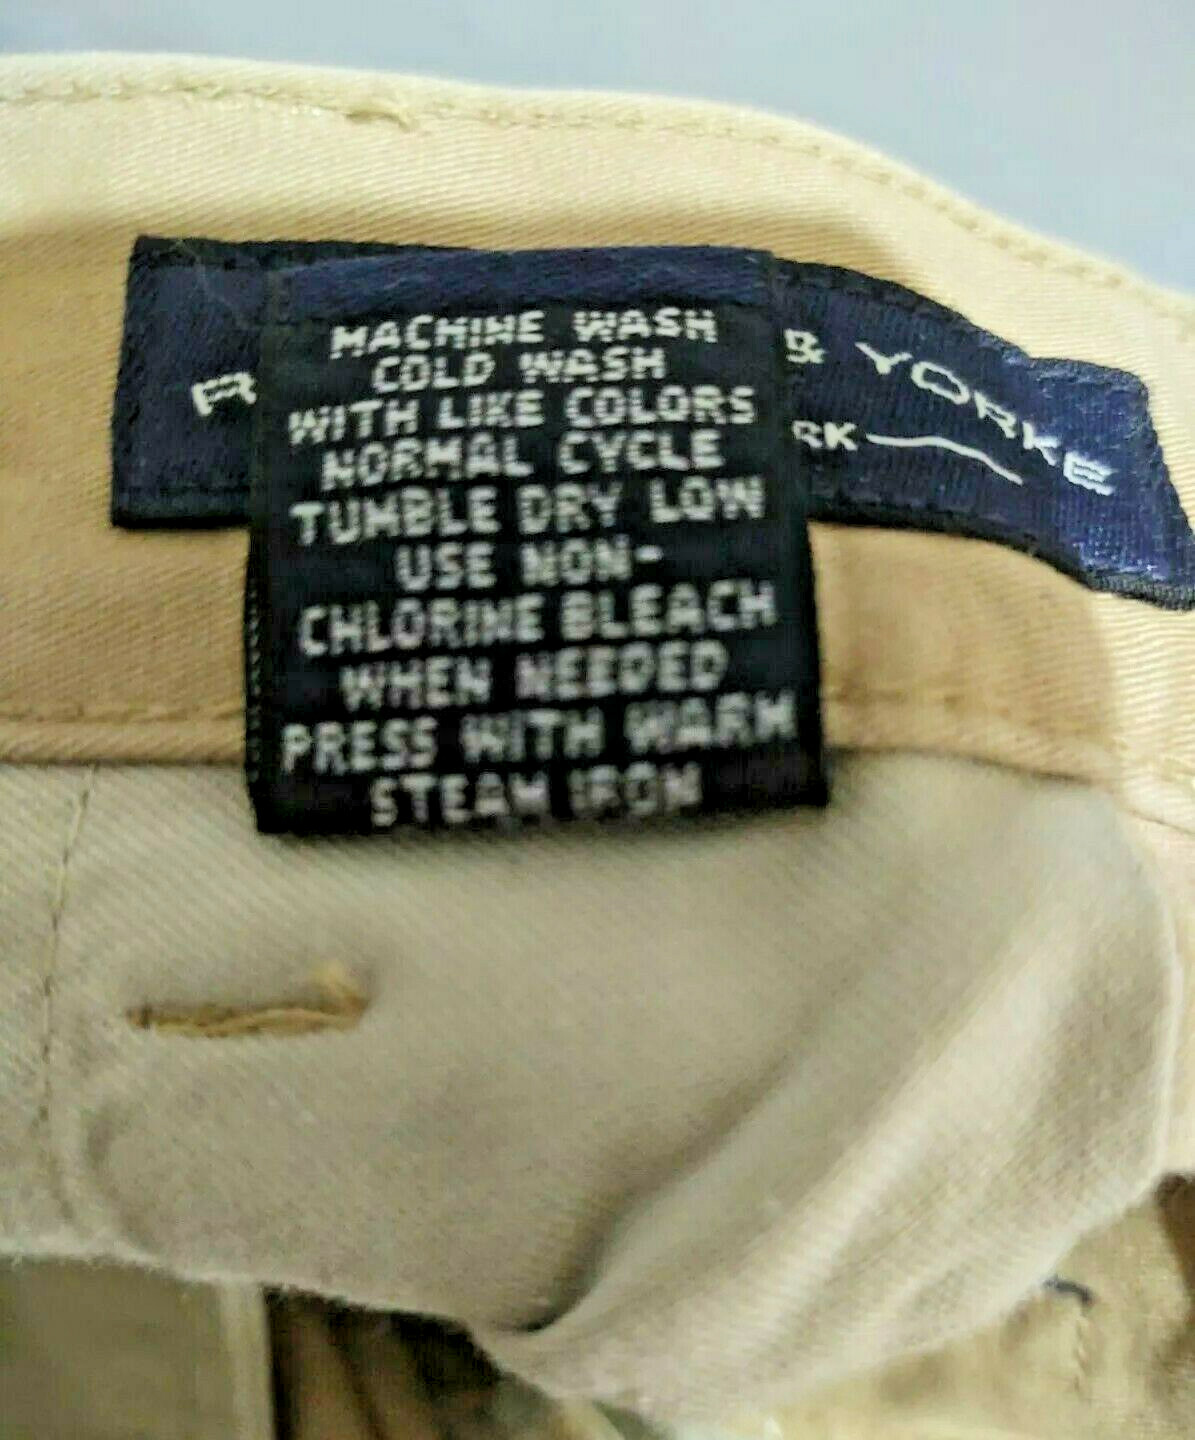 MACHINE WASH
COLD WASH
WITH LIKE COLORS
NORMAL CYCLE
TUMBLE DRY LOW
USE NON-
CHLORINE BLEACH
WHEN NEEDED
PRESS WITH WARM
STEAM IRON
R & YORKE
RK